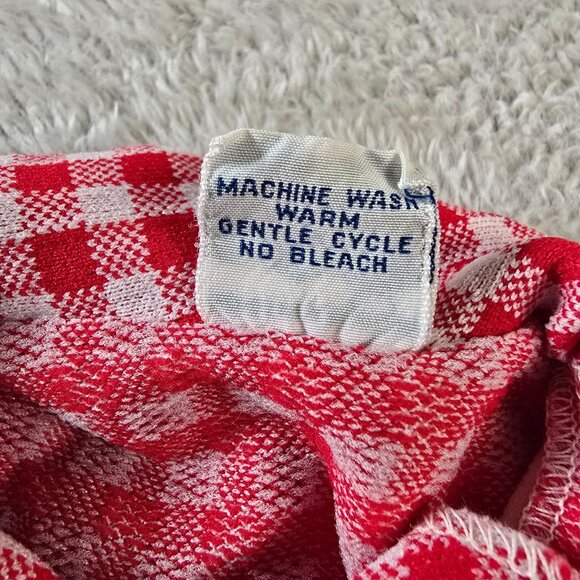 MACHINE WASH
WARM
GENTLE CYCLE
NO BLEACH